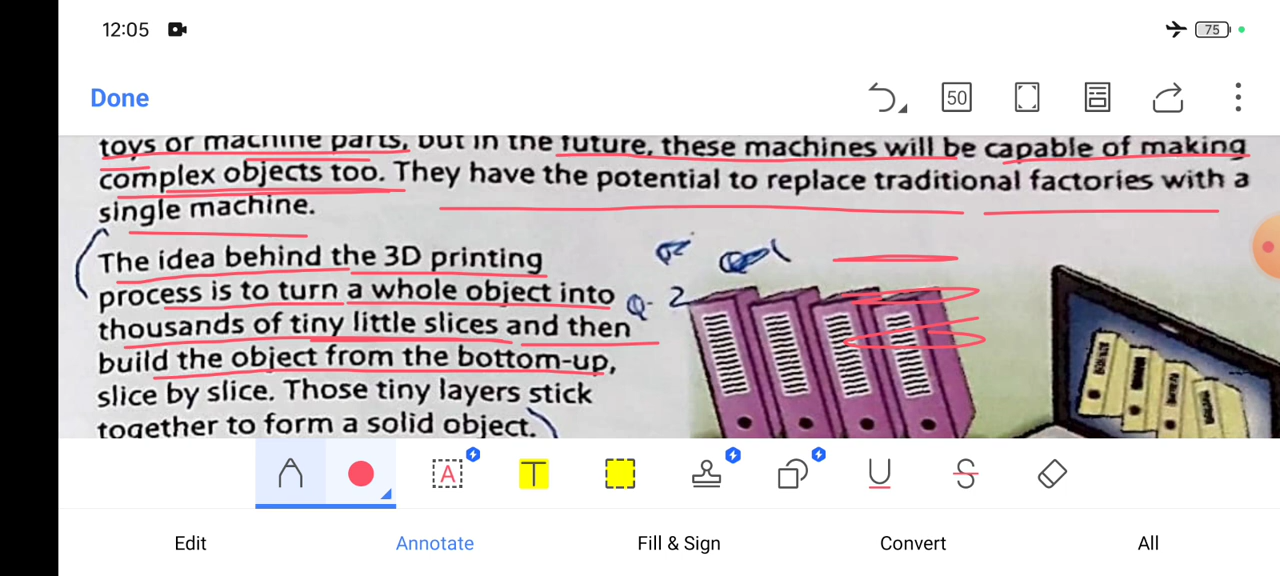 12:05
75
Done
50
toys or machine parts, but in the future, these machines will be capable of making
complex objects too. They have the potential to replace traditional factories with a
single machine.
The idea behind the 3D printing
process is to turn a whole object into
thousands of tiny little slices and then
build the object from the bottom-up,
slice by slice. Those tiny layers stick
together to form a solid object.
Q- 2
A
T
U
S
Edit
Annotate
Fill & Sign
Convert
All